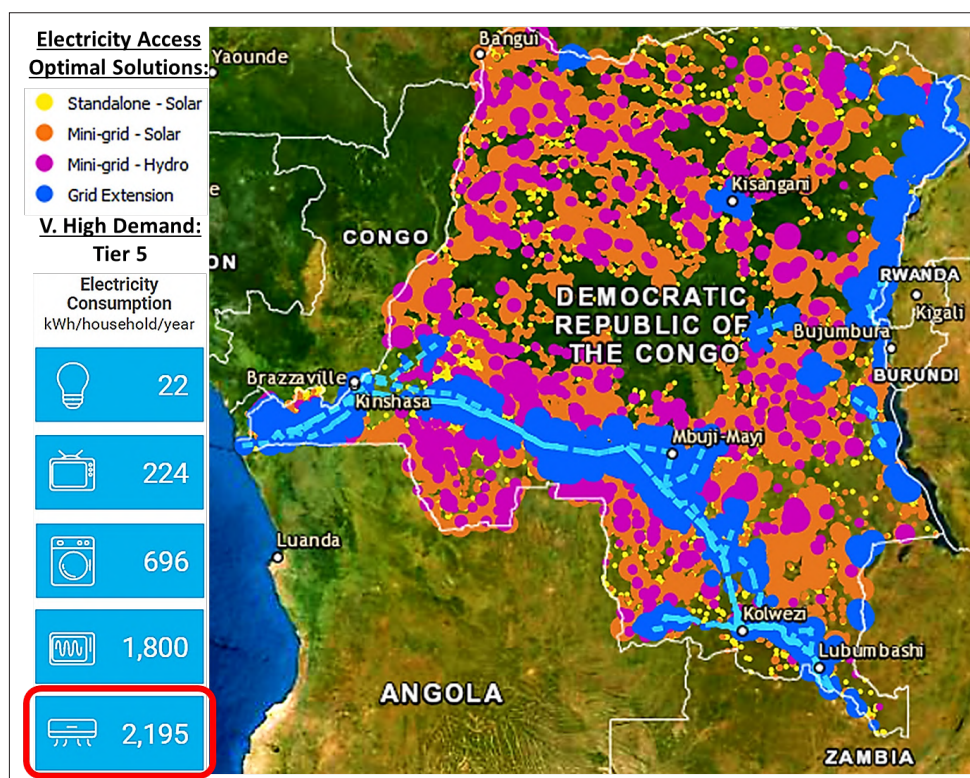 Electricity Access
Optimal Solutions:
Standalone - Solar
Mini-grid - Solar
Mini-grid - Hydro
Grid Extension
V. High Demand:
Tier 5
Electricity
Consumption
kWh/household/year
22
224
696
1,800
2,195
Bangui
Yaounde
Kisangani
CONGO
ON
e
RWANDA
Kigali
DEMOCRATIC
REPUBLIC OF
THE CONGO
Bujumbura
BURUNDI
Brazzaville
Kinshasa
Mbuji-Mayi
Luanda
Kolwezi
Lubumbashi
ANGOLA
ZAMBIA